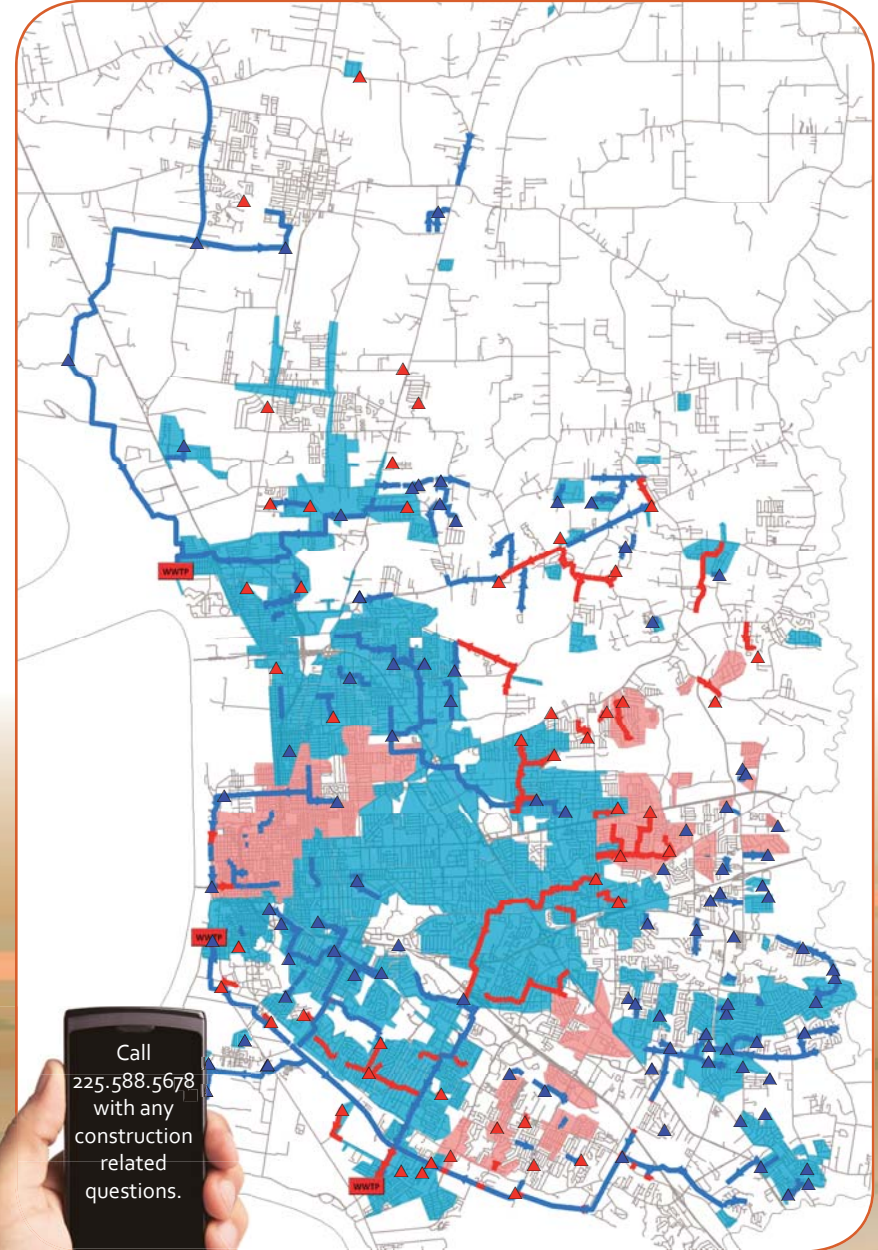 WWTP
WWTP
WWTP
Call
225.588.5678
with any
construction
related
questions.